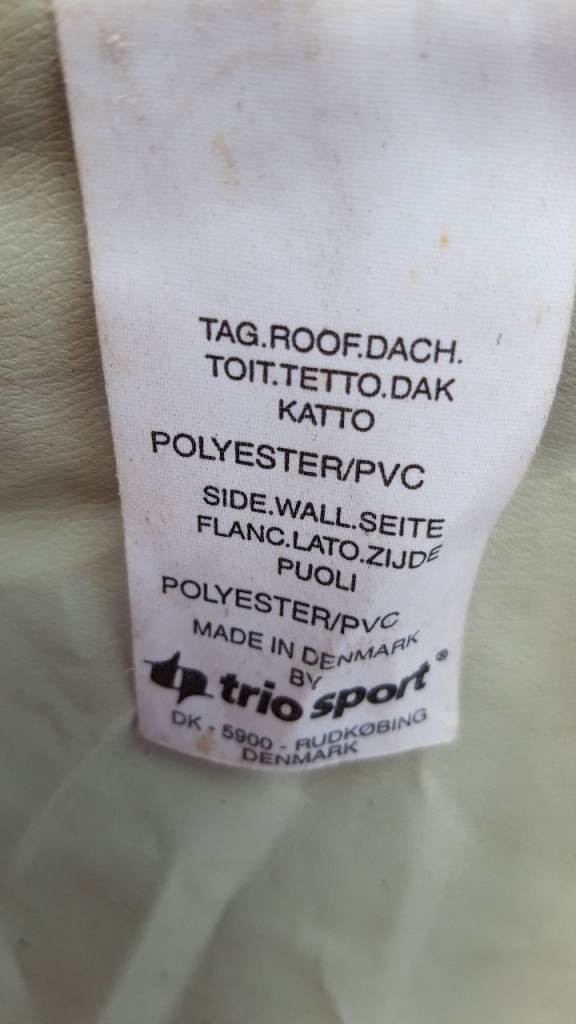 TAG.ROOF.DACH.
TOIT.TETTO.DAK
KATTO
POLYESTER/PVC
SIDE.WALL.SEITE
FLANC.LATO.ZIJDE
PUOLI
POLYESTER/PVC
MADE IN DENMARK
BY
trio sport®
DK - 5900 - RUDKØBING
DENMARK